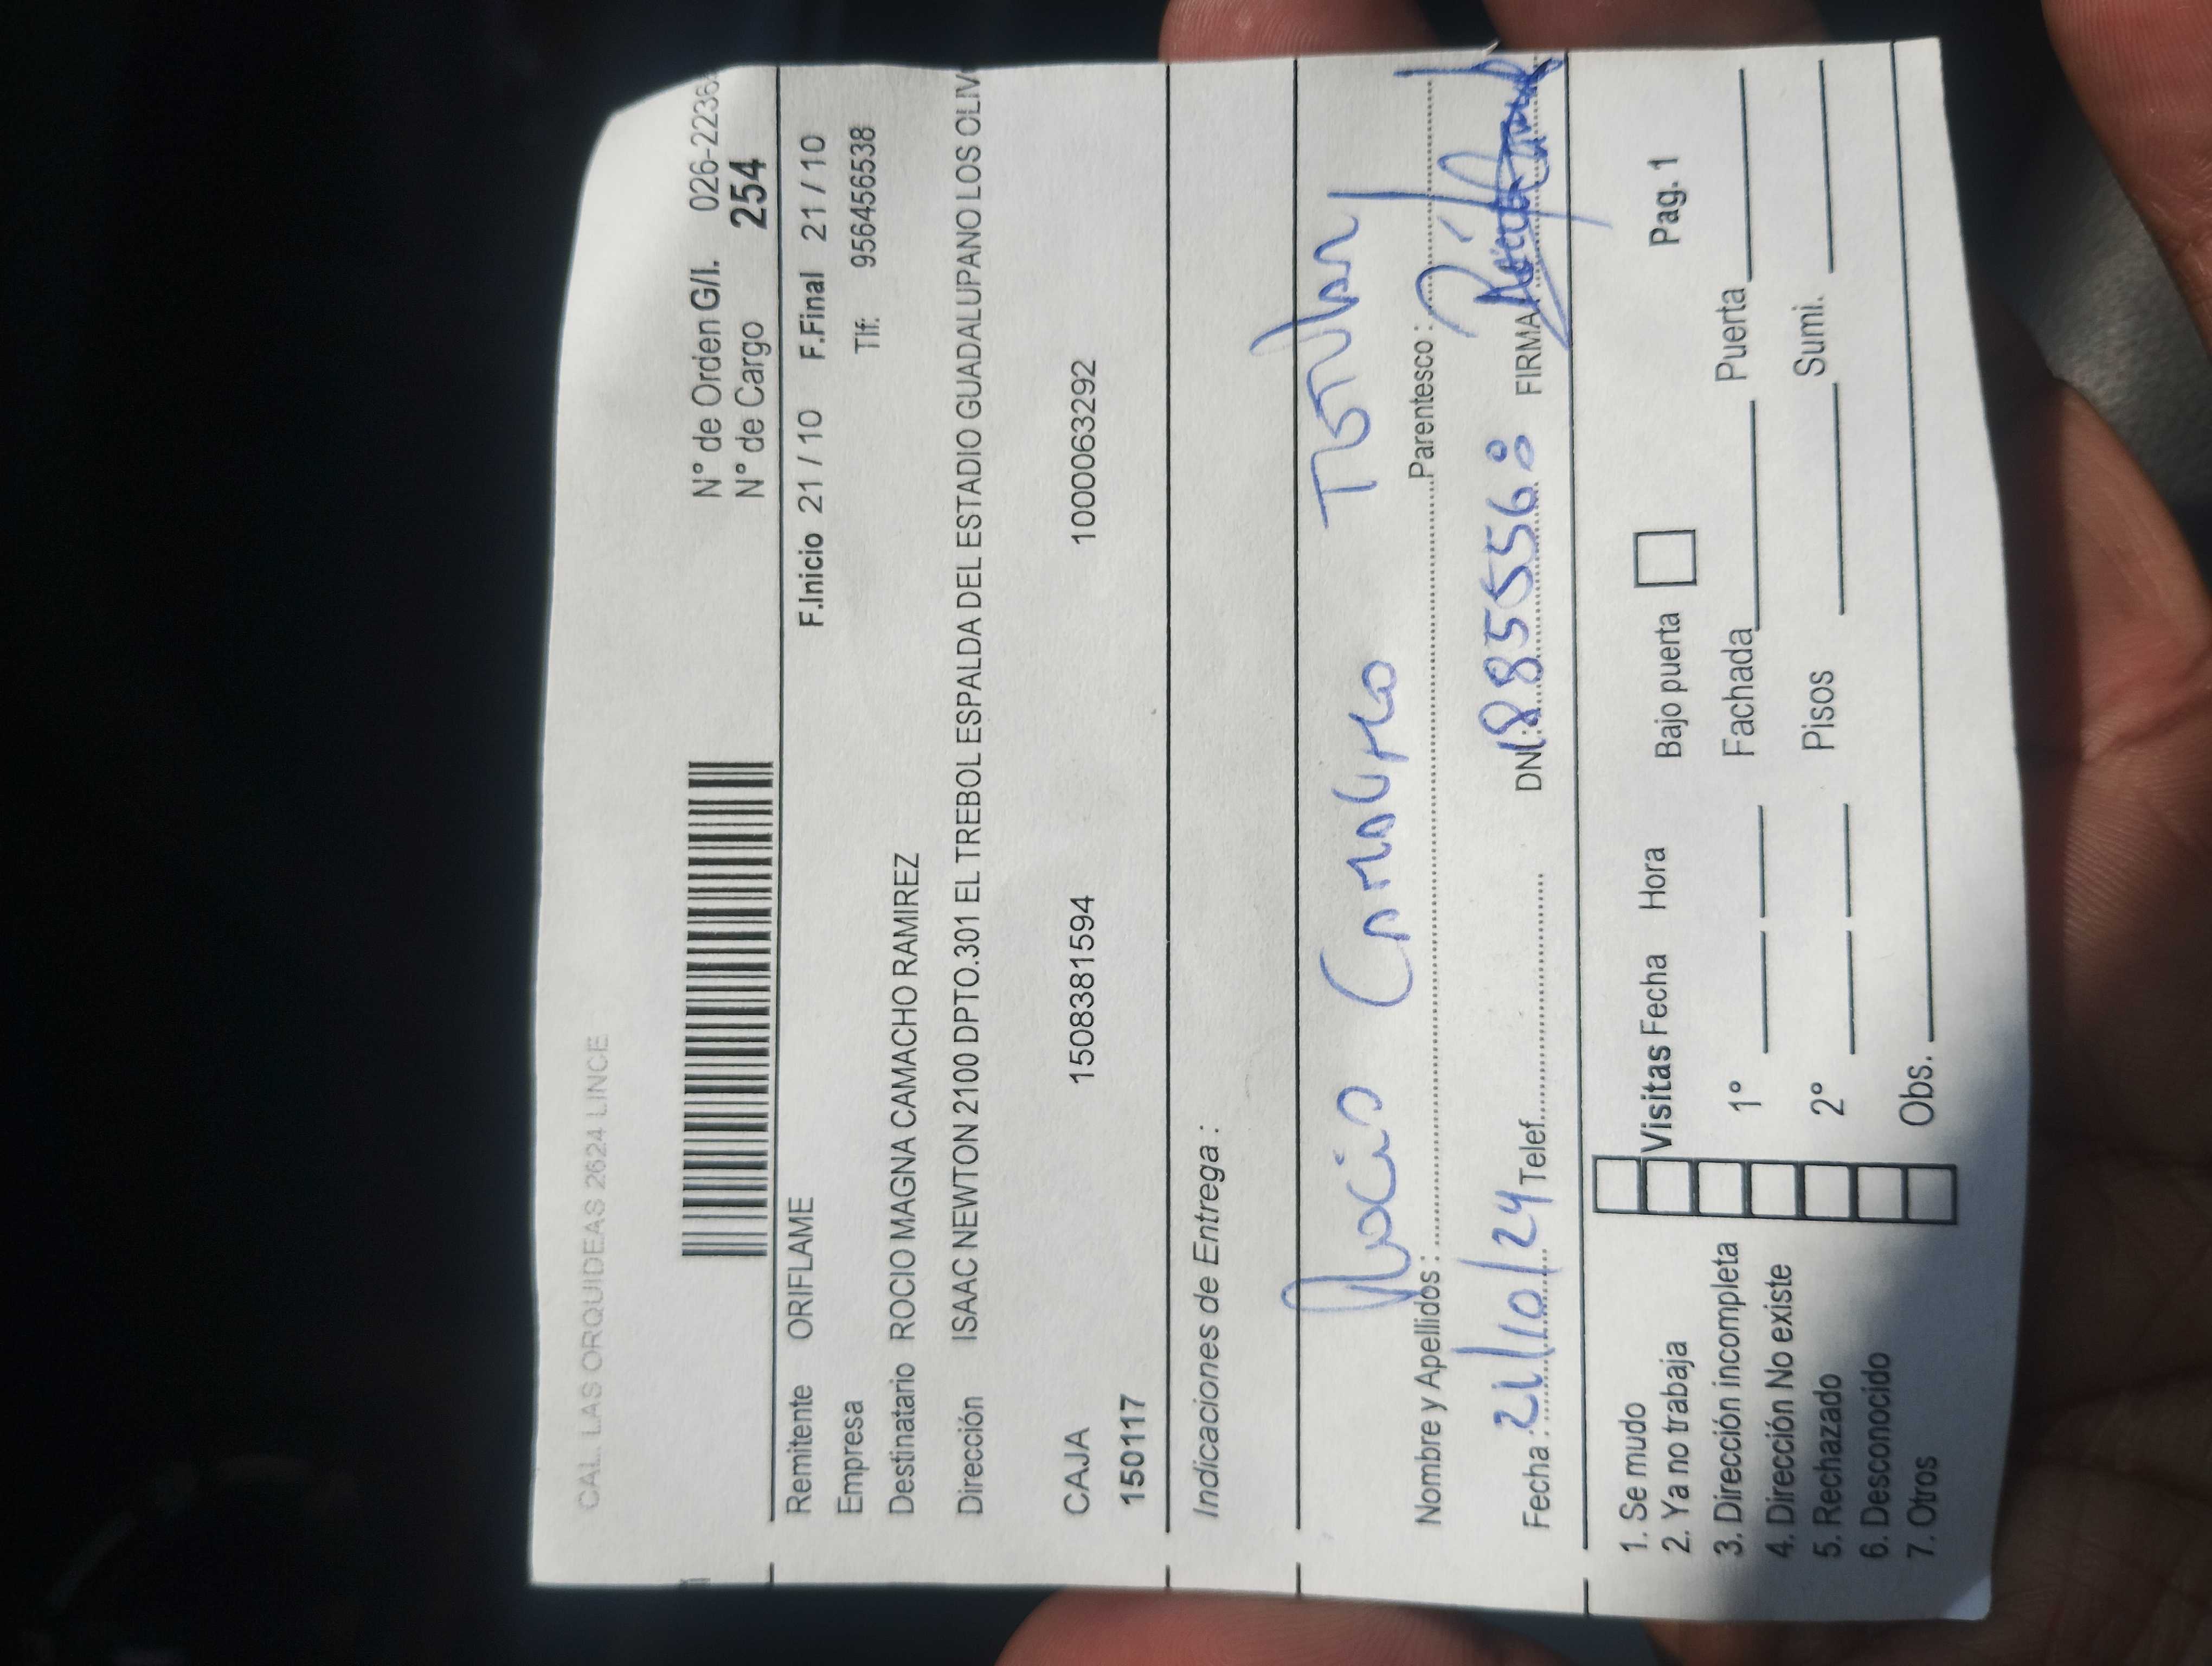 CAL. LAS ORQUIDEAS 2624 LINCE
N° de Orden G/I. 026-2236
N° de Cargo 254
Remitente ORIFLAME F.Inicio 21 / 10 F.Final 21 / 10
Empresa Tlf: 956456538
Destinatario ROCIO MAGNA CAMACHO RAMIREZ
Dirección ISAAC NEWTON 2100 DPTO.301 EL TREBOL ESPALDA DEL ESTADIO GUADALUPANO LOS OLIV
CAJA 1508381594 1000063292
150117
Indicaciones de Entrega :
Rocio Camacho Titular
Nombre y Apellidos : Parentesco :
Fecha : 21/10/24 Telef. DNI.: 18855568 FIRMA
1. Se mudo
2. Ya no trabaja Visitas Fecha Hora Bajo puerta Pag. 1
3. Dirección incompleta 1° Fachada Puerta
4. Dirección No existe
5. Rechazado 2° Pisos Sumi.
6. Desconocido
7. Otros Obs.